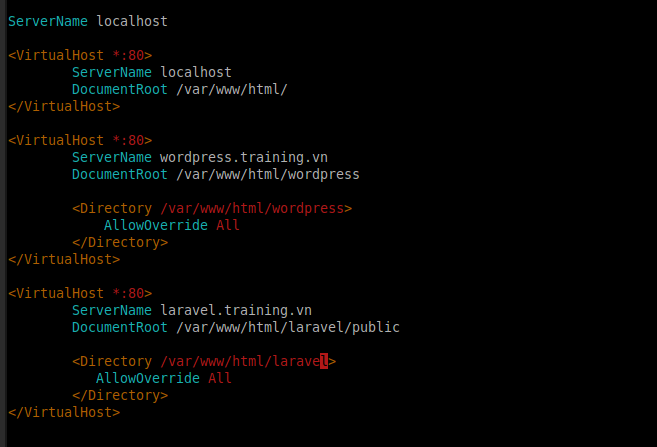 ServerName localhost
<VirtualHost *:80>
ServerName localhost
DocumentRoot /var/www/html/
</VirtualHost>
<VirtualHost *:80>
ServerName wordpress.training.vn
DocumentRoot /var/www/html/wordpress
<Directory /var/www/html/wordpress>
AllowOverride All
</Directory>
</VirtualHost>
<VirtualHost *:80>
ServerName laravel.training.vn
DocumentRoot /var/www/html/laravel/public
<Directory /var/www/html/laravel>
AllowOverride All
</Directory>
</VirtualHost>